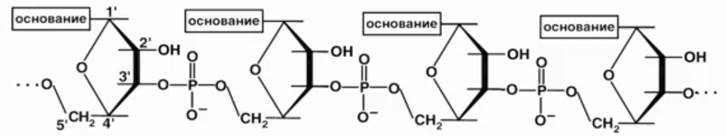 основание 1' основание основание основание
2' OH OH OH OH
O O O O O O O
3' O P O O P O O P O O···
···O O⁻ O⁻ O⁻
5' CH₂ 4' CH₂ CH₂ CH₂